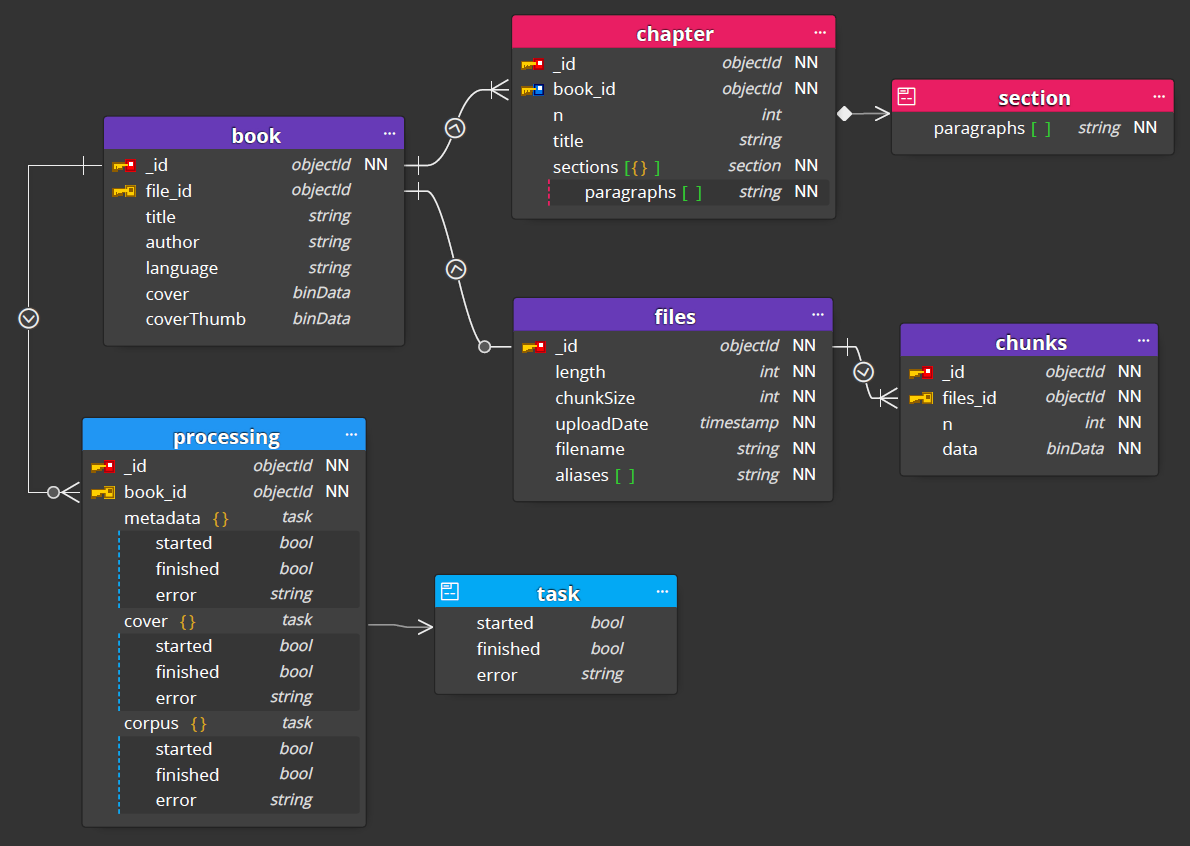 book ...
_id objectId NN
file_id objectId
title string
author string
language string
cover binData
coverThumb binData
chapter ...
_id objectId NN
book_id objectId NN
n int
title string
sections [{} ] section NN
paragraphs [ ] string NN
section ...
paragraphs [ ] string NN
files ...
_id objectId NN
length int NN
chunkSize int NN
uploadDate timestamp NN
filename string NN
aliases [ ] string NN
chunks ...
_id objectId NN
files_id objectId NN
n int NN
data binData NN
processing ...
_id objectId NN
book_id objectId NN
metadata {} task
started bool
finished bool
error string
cover {} task
started bool
finished bool
error string
corpus {} task
started bool
finished bool
error string
task ...
started bool
finished bool
error string